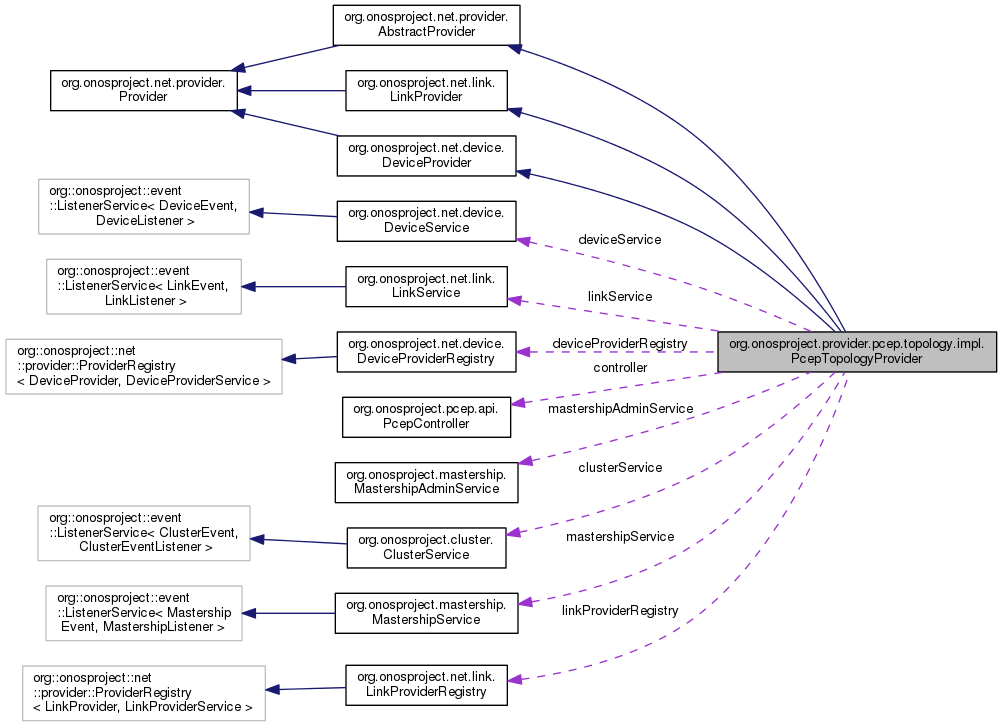 org.onosproject.net.provider.
AbstractProvider
org.onosproject.net.provider.
Provider
org.onosproject.net.link.
LinkProvider
org.onosproject.net.device.
DeviceProvider
org::onosproject::event
::ListenerService< DeviceEvent,
DeviceListener >
org.onosproject.net.device.
DeviceService
deviceService
org::onosproject::event
::ListenerService< LinkEvent,
LinkListener >
org.onosproject.net.link.
LinkService
linkService
org::onosproject::net
::provider::ProviderRegistry
< DeviceProvider, DeviceProviderService >
org.onosproject.net.device.
DeviceProviderRegistry
deviceProviderRegistry
org.onosproject.provider.pcep.topology.impl.
PcepTopologyProvider
controller
org.onosproject.pcep.api.
PcepController
mastershipAdminService
org.onosproject.mastership.
MastershipAdminService
clusterService
org::onosproject::event
::ListenerService< ClusterEvent,
ClusterEventListener >
org.onosproject.cluster.
ClusterService
mastershipService
org::onosproject::event
::ListenerService< Mastership
Event, MastershipListener >
org.onosproject.mastership.
MastershipService
linkProviderRegistry
org::onosproject::net
::provider::ProviderRegistry
< LinkProvider, LinkProviderService >
org.onosproject.net.link.
LinkProviderRegistry